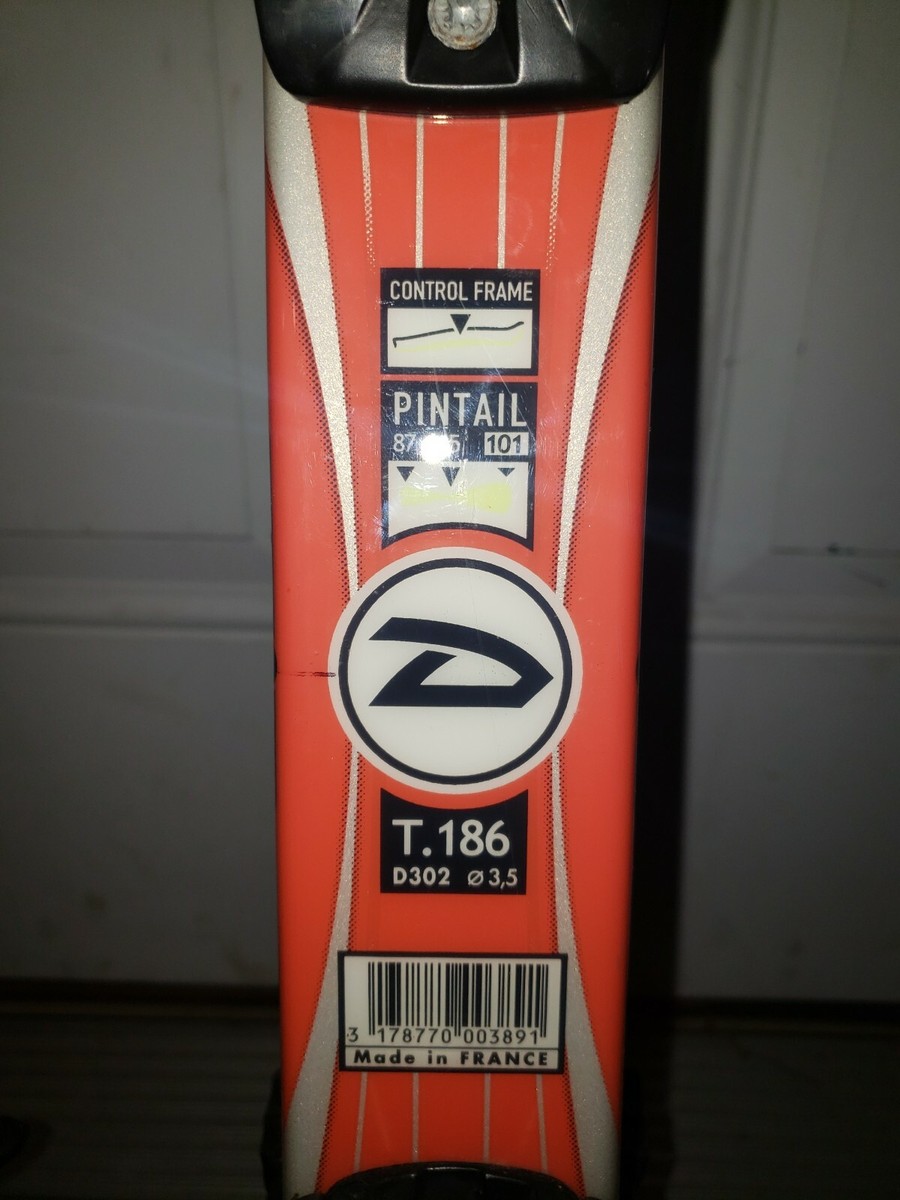 CONTROL FRAME
PINTAIL
87 101
D
T.186
D302 ⌀ 3,5
3 178770 003891
Made in FRANCE